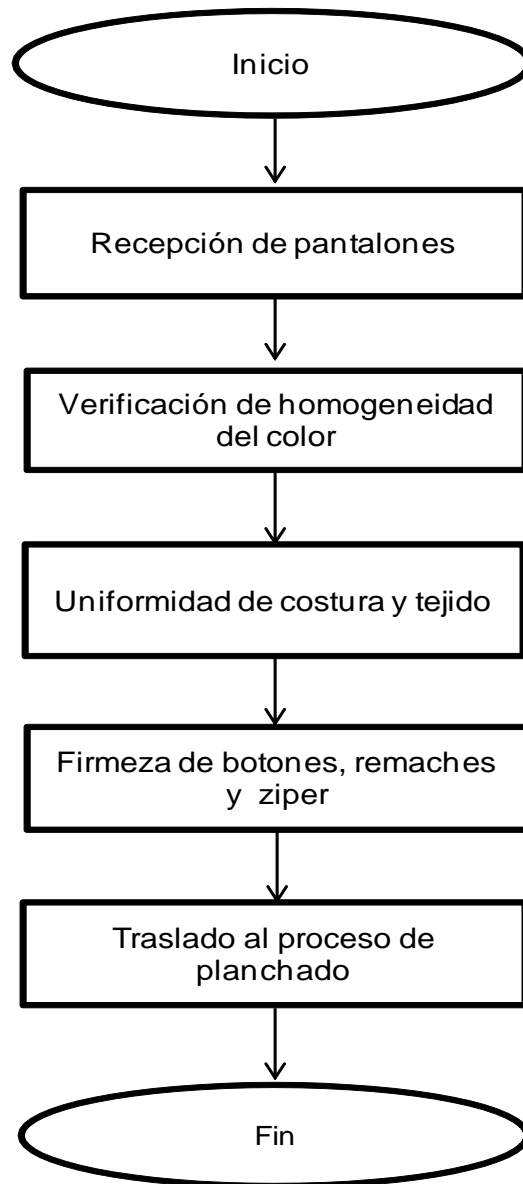 Inicio
Recepción de pantalones
Verificación de homogeneidad
del color
Uniformidad de costura y tejido
Firmeza de botones, remaches
y ziper
Traslado al proceso de
planchado
Fin